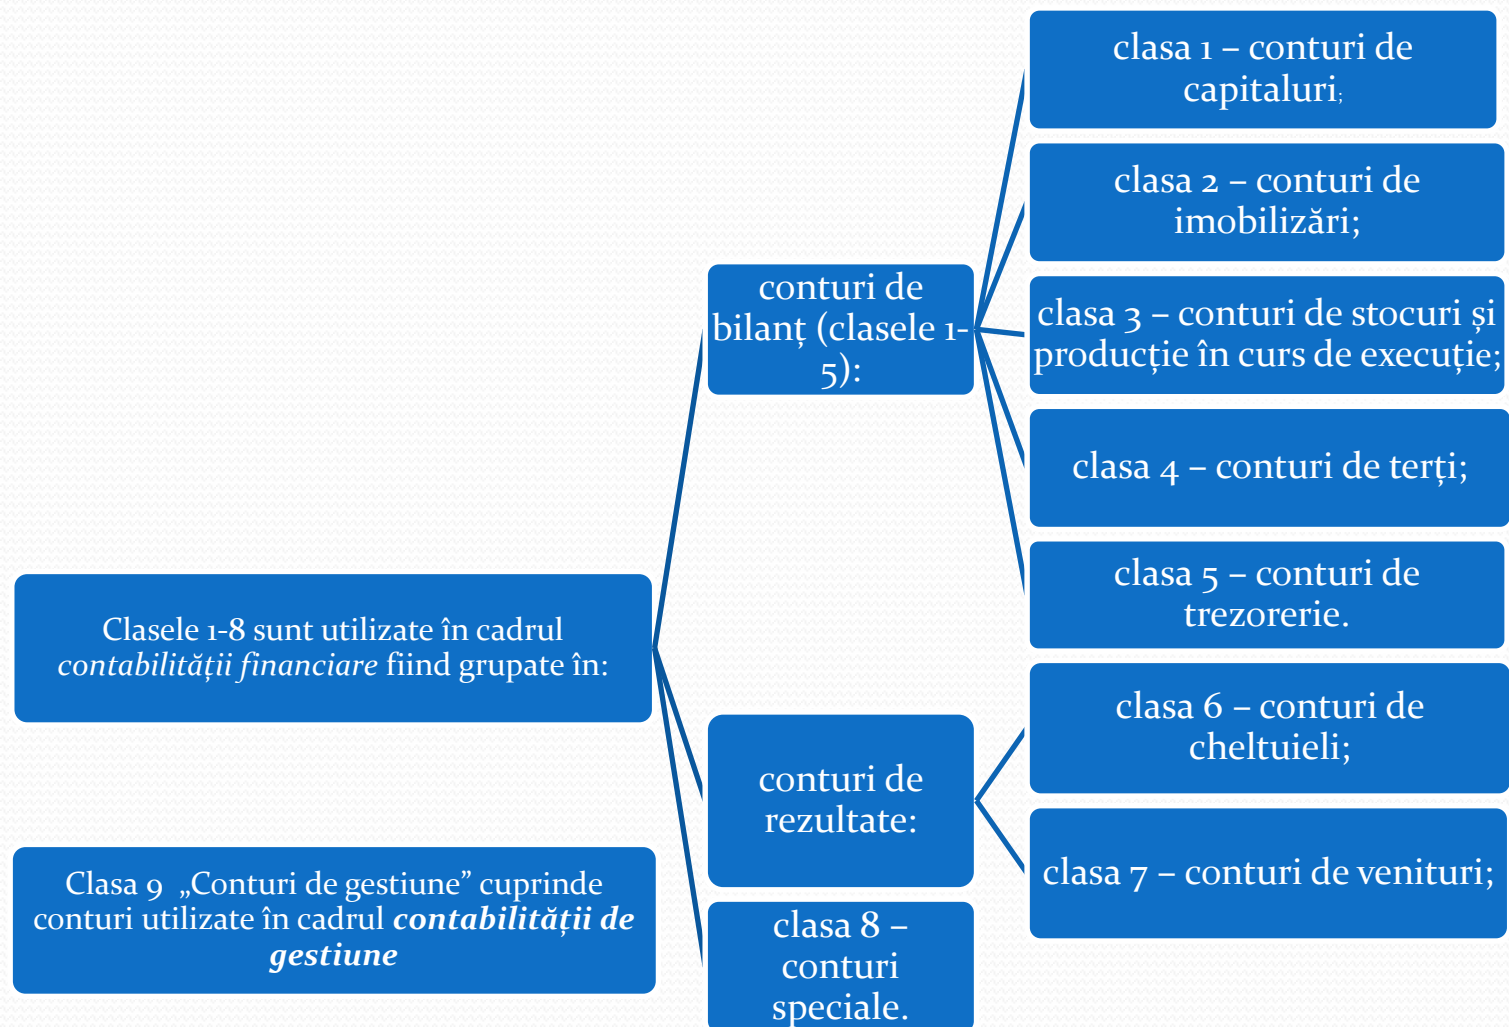 Clasele 1-8 sunt utilizate în cadrul
contabilității financiare fiind grupate în:
conturi de
bilanț (clasele 1-
5):
clasa 1 – conturi de
capitaluri;
clasa 2 – conturi de
imobilizări;
clasa 3 – conturi de stocuri și
producție în curs de execuție;
clasa 4 – conturi de terți;
clasa 5 – conturi de
trezorerie.
conturi de
rezultate:
clasa 6 – conturi de
cheltuieli;
clasa 7 – conturi de venituri;
clasa 8 –
conturi
speciale.
Clasa 9 „Conturi de gestiune” cuprinde
conturi utilizate în cadrul contabilității de
gestiune